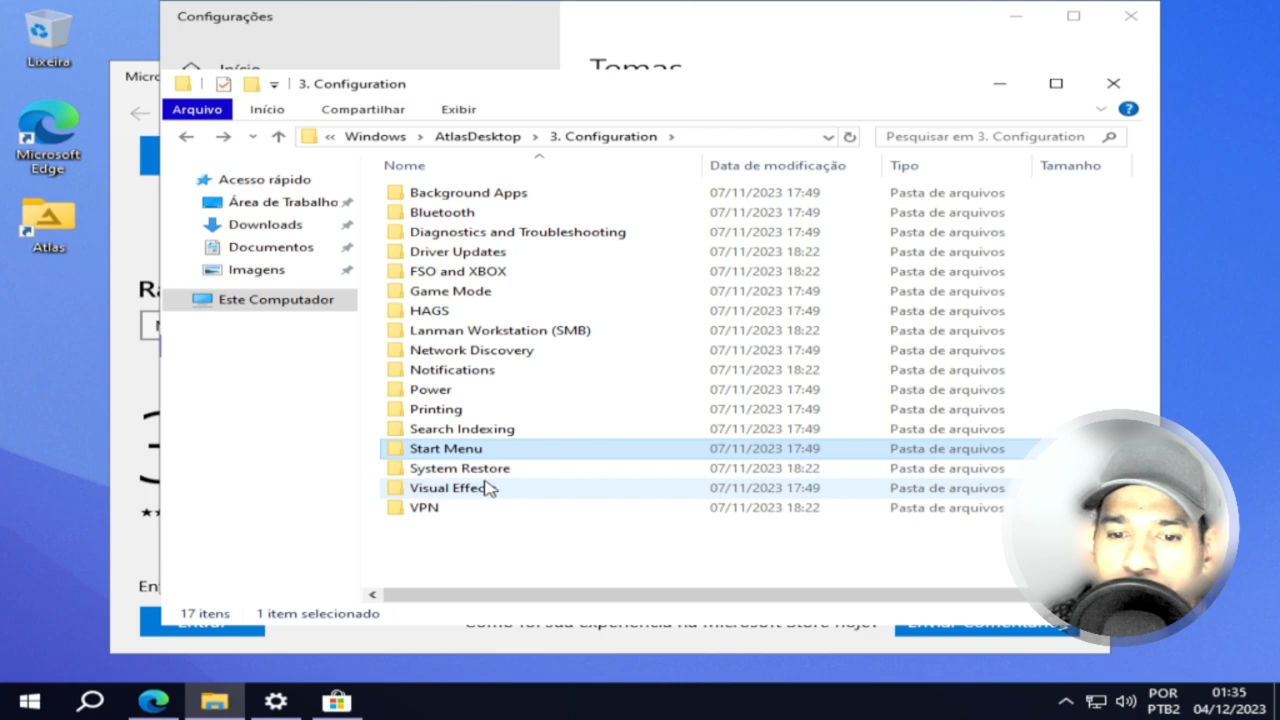 Lixeira
Microsoft
Edge
Atlas
Configurações
Início
Temas
Micro
3. Configuration
Arquivo Início Compartilhar Exibir
« Windows › AtlasDesktop › 3. Configuration ›
Pesquisar em 3. Configuration
Acesso rápido
Área de Trabalho
Downloads
Documentos
Imagens
Este Computador
Nome Data de modificação Tipo Tamanho
Background Apps 07/11/2023 17:49 Pasta de arquivos
Bluetooth 07/11/2023 17:49 Pasta de arquivos
Diagnostics and Troubleshooting 07/11/2023 17:49 Pasta de arquivos
Driver Updates 07/11/2023 18:22 Pasta de arquivos
FSO and XBOX 07/11/2023 18:22 Pasta de arquivos
Game Mode 07/11/2023 17:49 Pasta de arquivos
HAGS 07/11/2023 17:49 Pasta de arquivos
Lanman Workstation (SMB) 07/11/2023 18:22 Pasta de arquivos
Network Discovery 07/11/2023 17:49 Pasta de arquivos
Notifications 07/11/2023 18:22 Pasta de arquivos
Power 07/11/2023 17:49 Pasta de arquivos
Printing 07/11/2023 17:49 Pasta de arquivos
Search Indexing 07/11/2023 17:49 Pasta de arquivos
Start Menu 07/11/2023 17:49 Pasta de arquivos
System Restore 07/11/2023 18:22 Pasta de arquivos
Visual Effects 07/11/2023 17:49 Pasta de arquivos
VPN 07/11/2023 18:22 Pasta de arquivos
17 itens 1 item selecionado
Entrar
Como foi sua experiência na Microsoft Store hoje?
POR
PTB2
01:35
04/12/2023